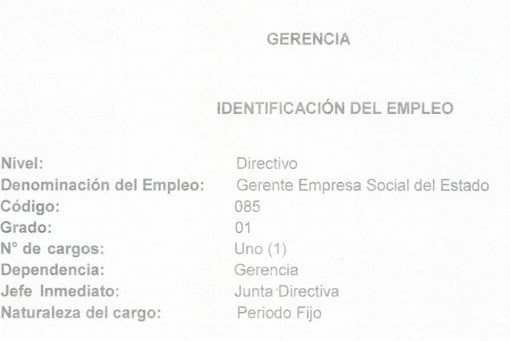 GERENCIA
IDENTIFICACIÓN DEL EMPLEO
Nivel: Directivo
Denominación del Empleo: Gerente Empresa Social del Estado
Código: 085
Grado: 01
N° de cargos: Uno (1)
Dependencia: Gerencia
Jefe Inmediato: Junta Directiva
Naturaleza del cargo: Periodo Fijo